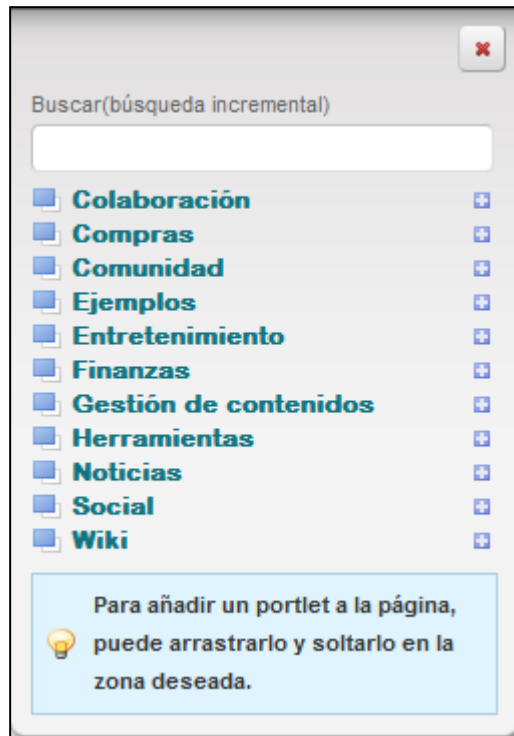 Buscar(búsqueda incremental)
Colaboración
Compras
Comunidad
Ejemplos
Entretenimiento
Finanzas
Gestión de contenidos
Herramientas
Noticias
Social
Wiki
Para añadir un portlet a la página,
puede arrastrarlo y soltarlo en la
zona deseada.